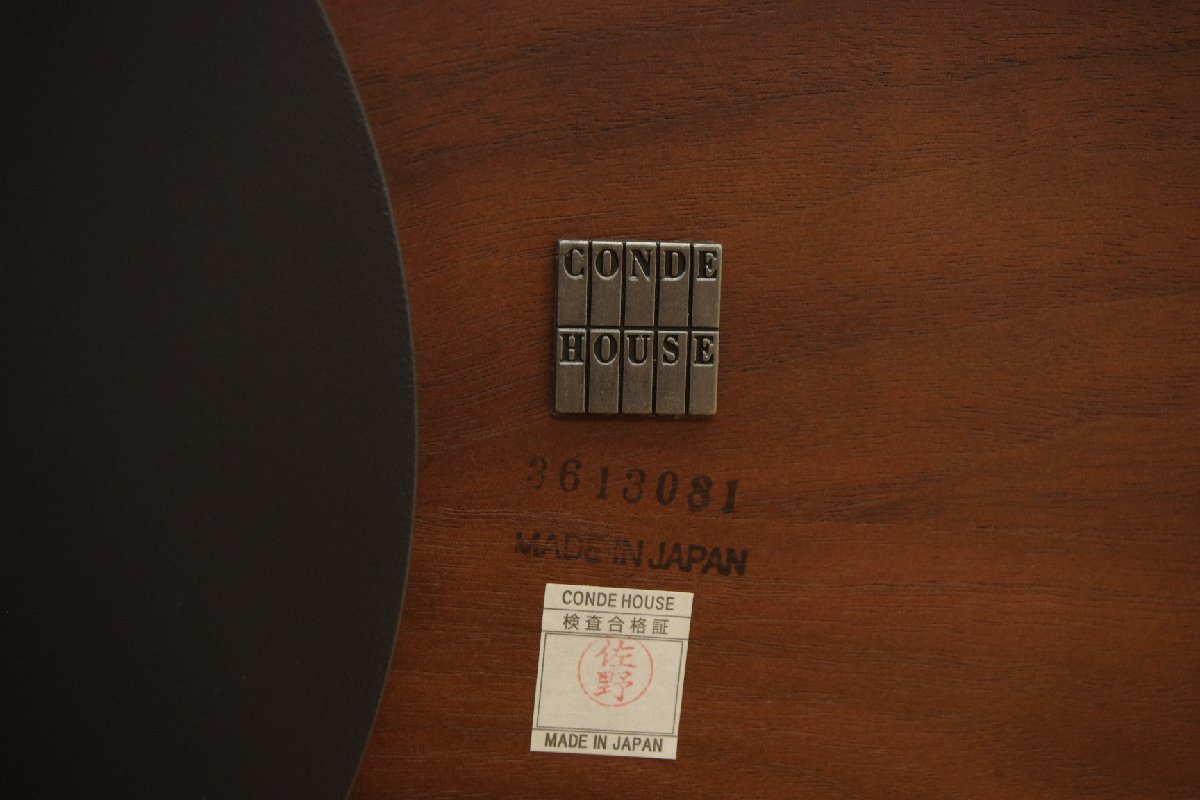 CONDE
HOUSE
3613081
MADE IN JAPAN
CONDE HOUSE
検査合格証
佐
野
MADE IN JAPAN